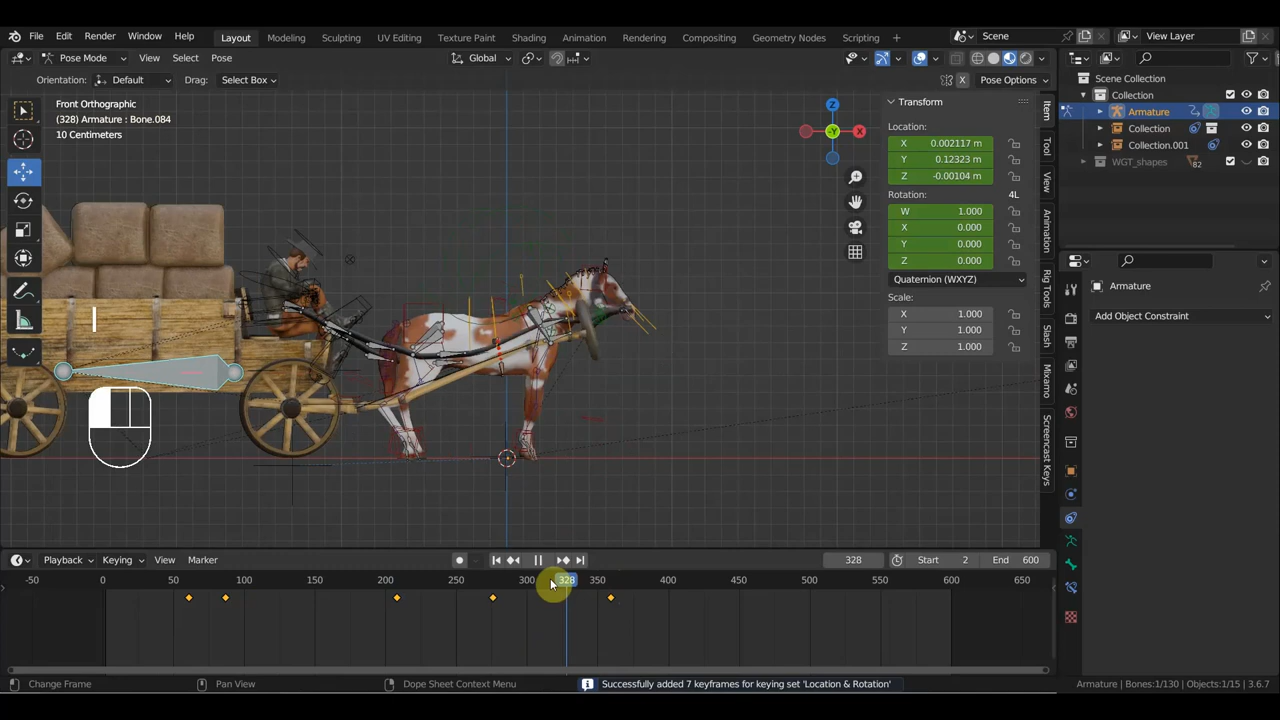 File Edit Render Window Help Layout Modeling Sculpting UV Editing Texture Paint Shading Animation Rendering Compositing Geometry Nodes Scripting + Scene View Layer
Pose Mode View Select Pose Global
Orientation: Default Drag: Select Box X Pose Options
Scene Collection
Collection
Armature
Collection
Collection.001
WGT_shapes 82
Front Orthographic
(328) Armature : Bone.084
10 Centimeters
Z
X
-Y
Transform
Location:
X 0.002117 m
Y 0.12323 m
Z -0.00104 m
Rotation: 4L
W 1.000
X 0.000
Y 0.000
Z 0.000
Quaternion (WXYZ)
Scale:
X 1.000
Y 1.000
Z 1.000
Item
Tool
View
Animation
Rig Tools
Slash
Mixamo
Screencast Keys
Armature
Add Object Constraint
I
Playback Keying View Marker 328 Start 2 End 600
-50 0 50 100 150 200 250 300 328 350 400 450 500 550 600 650
Change Frame Pan View Dope Sheet Context Menu Successfully added 7 keyframes for keying set 'Location & Rotation' Armature | Bones:1/130 | Objects:1/15 | 3.6.7